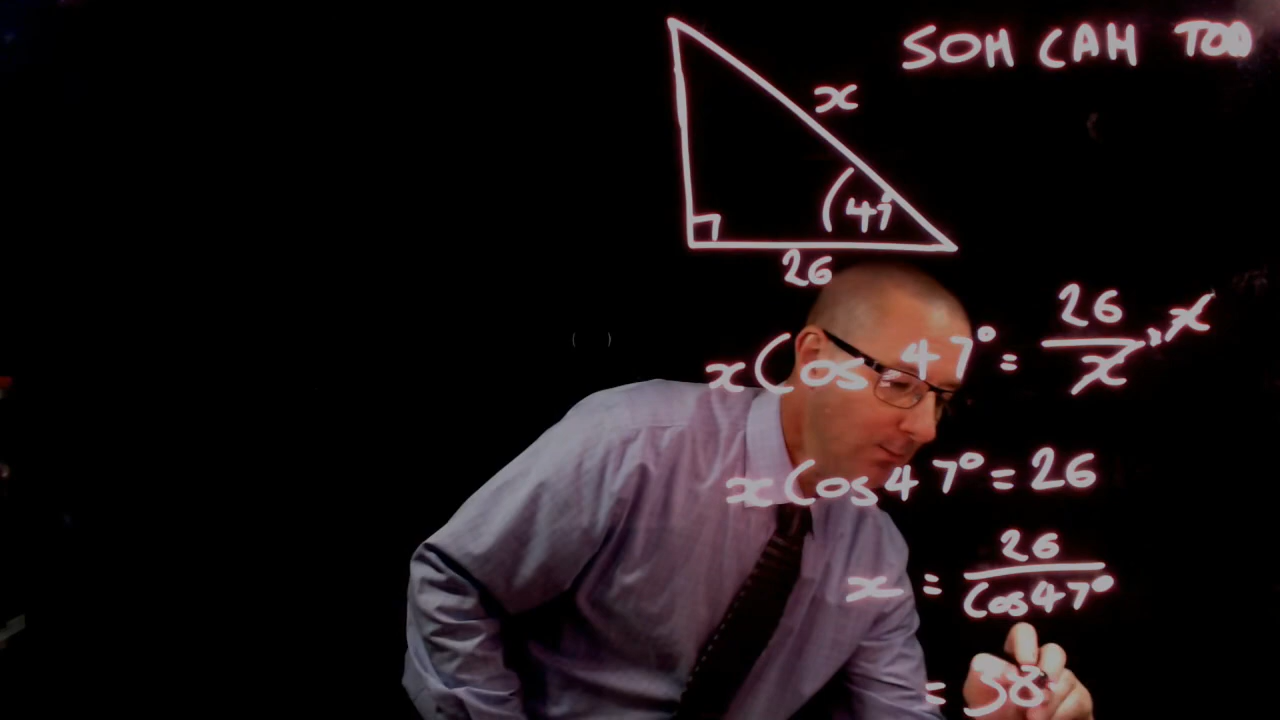 SOH CAH TOA
x
47°
26
x Cos 47° = 26/x · x
x Cos 47° = 26
x = 26/Cos 47°
= 38.